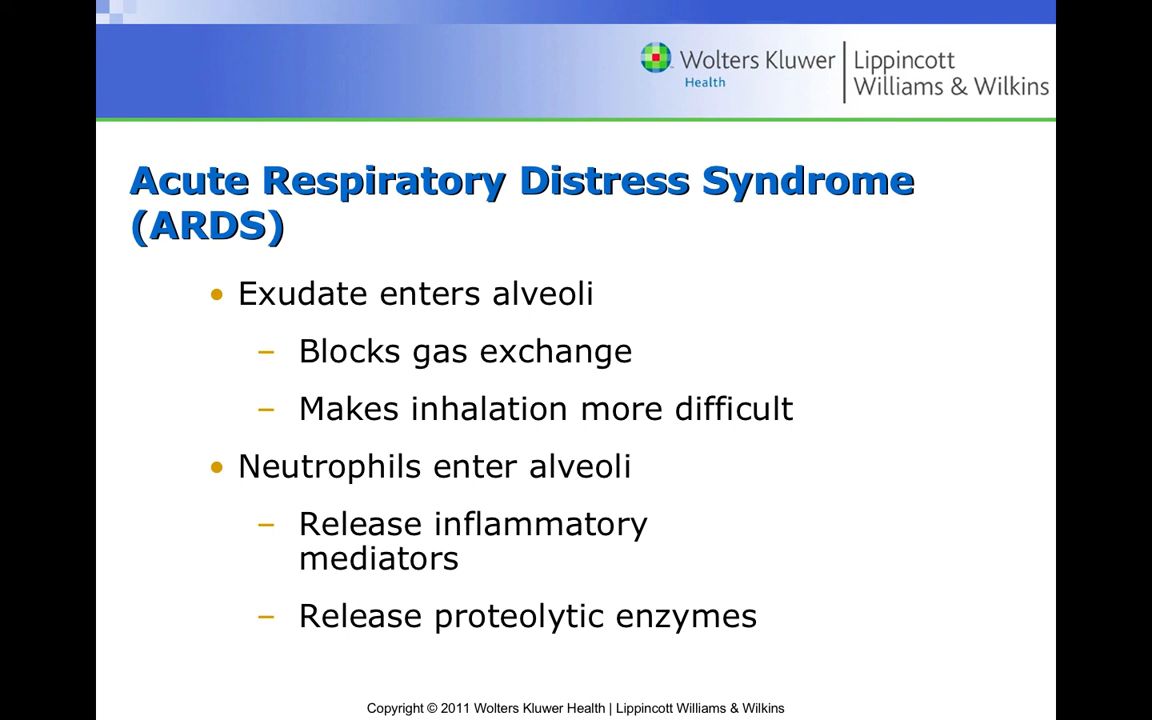 Wolters Kluwer
Health
Lippincott
Williams & Wilkins
Acute Respiratory Distress Syndrome
(ARDS)
• Exudate enters alveoli
– Blocks gas exchange
– Makes inhalation more difficult
• Neutrophils enter alveoli
– Release inflammatory
mediators
– Release proteolytic enzymes
Copyright © 2011 Wolters Kluwer Health | Lippincott Williams & Wilkins